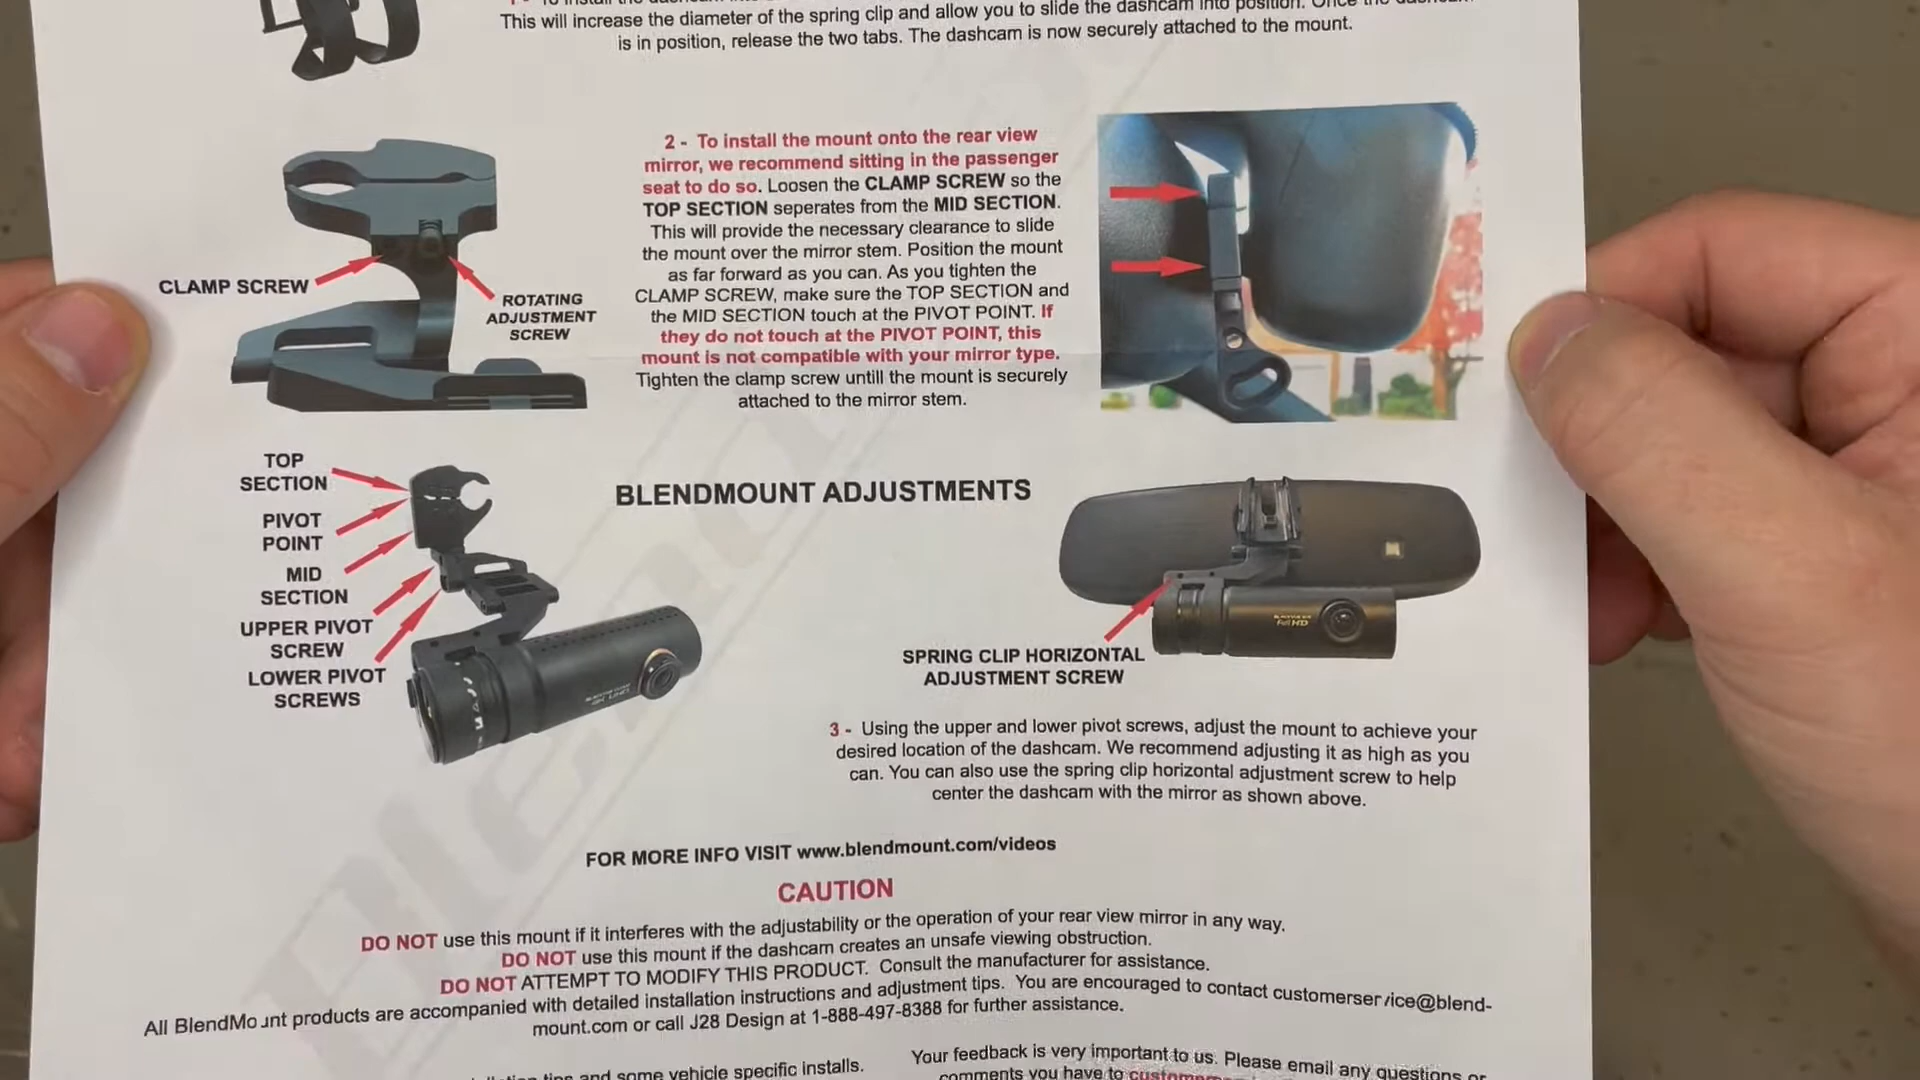 This will increase the diameter of the spring clip and allow you to slide the dashcam into position. Once the
is in position, release the two tabs. The dashcam is now securely attached to the mount.
2 - To install the mount onto the rear view
mirror, we recommend sitting in the passenger
seat to do so. Loosen the CLAMP SCREW so the
TOP SECTION seperates from the MID SECTION.
This will provide the necessary clearance to slide
the mount over the mirror stem. Position the mount
as far forward as you can. As you tighten the
CLAMP SCREW, make sure the TOP SECTION and
the MID SECTION touch at the PIVOT POINT. If
they do not touch at the PIVOT POINT, this
mount is not compatible with your mirror type.
Tighten the clamp screw untill the mount is securely
attached to the mirror stem.
CLAMP SCREW
ROTATING
ADJUSTMENT
SCREW
TOP
SECTION
PIVOT
POINT
MID
SECTION
UPPER PIVOT
SCREW
LOWER PIVOT
SCREWS
BLENDMOUNT ADJUSTMENTS
Full HD
SPRING CLIP HORIZONTAL
ADJUSTMENT SCREW
3 - Using the upper and lower pivot screws, adjust the mount to achieve your
desired location of the dashcam. We recommend adjusting it as high as you
can. You can also use the spring clip horizontal adjustment screw to help
center the dashcam with the mirror as shown above.
FOR MORE INFO VISIT www.blendmount.com/videos
CAUTION
DO NOT use this mount if it interferes with the adjustability or the operation of your rear view mirror in any way.
DO NOT use this mount if the dashcam creates an unsafe viewing obstruction.
DO NOT ATTEMPT TO MODIFY THIS PRODUCT. Consult the manufacturer for assistance.
All BlendMount products are accompanied with detailed installation instructions and adjustment tips. You are encouraged to contact customerservice@blend-
mount.com or call J28 Design at 1-888-497-8388 for further assistance.
tips and some vehicle specific installs.
Your feedback is very important to us. Please email any questions or
comments you have to